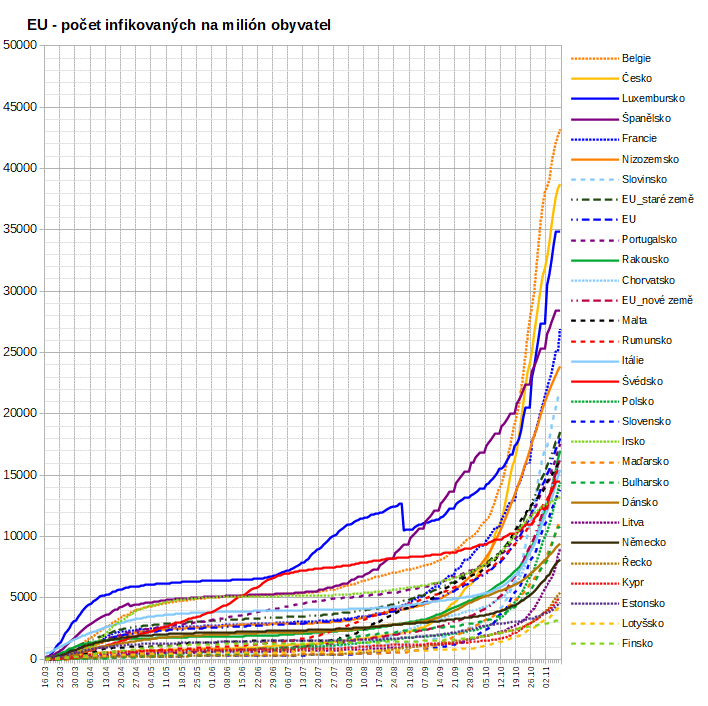 EU - počet infikovaných na milión obyvatel
50000
45000
40000
35000
30000
25000
20000
15000
10000
5000
0
16.03
23.03
30.03
06.04
13.04
20.04
27.04
04.05
11.05
18.05
25.05
01.06
08.06
15.06
22.06
29.06
06.07
13.07
20.07
27.07
03.08
10.08
17.08
24.08
31.08
07.09
14.09
21.09
28.09
05.10
12.10
19.10
26.10
02.11
Belgie
Česko
Luxembursko
Španělsko
Francie
Nizozemsko
Slovinsko
EU_staré země
EU
Portugalsko
Rakousko
Chorvatsko
EU_nové země
Malta
Rumunsko
Itálie
Švédsko
Polsko
Slovensko
Irsko
Maďarsko
Bulharsko
Dánsko
Litva
Německo
Řecko
Kypr
Estonsko
Lotyšsko
Finsko